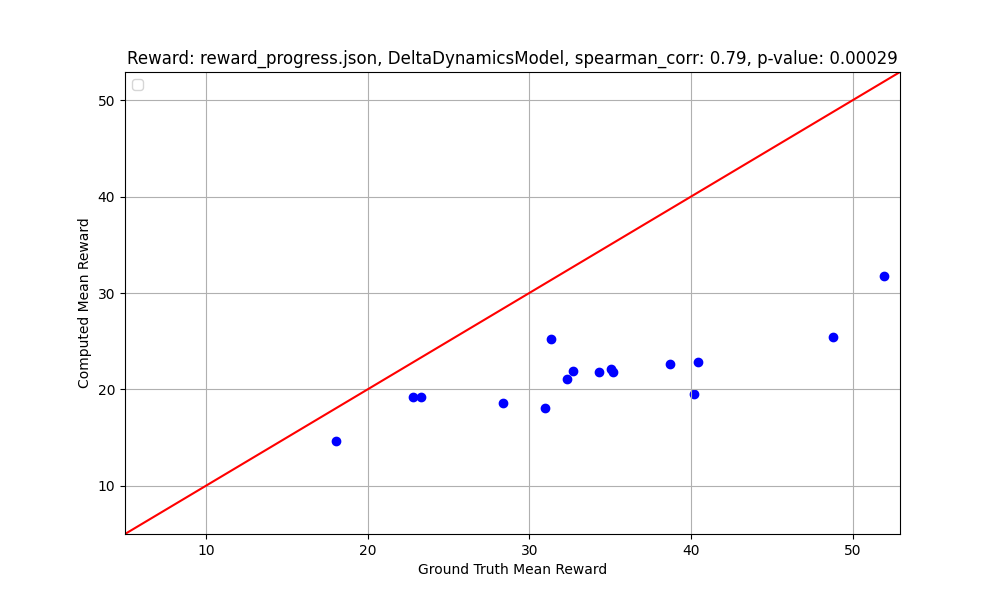 Reward: reward_progress.json, DeltaDynamicsModel, spearman_corr: 0.79, p-value: 0.00029
50
40
30
20
10
Computed Mean Reward
10 20 30 40 50
Ground Truth Mean Reward